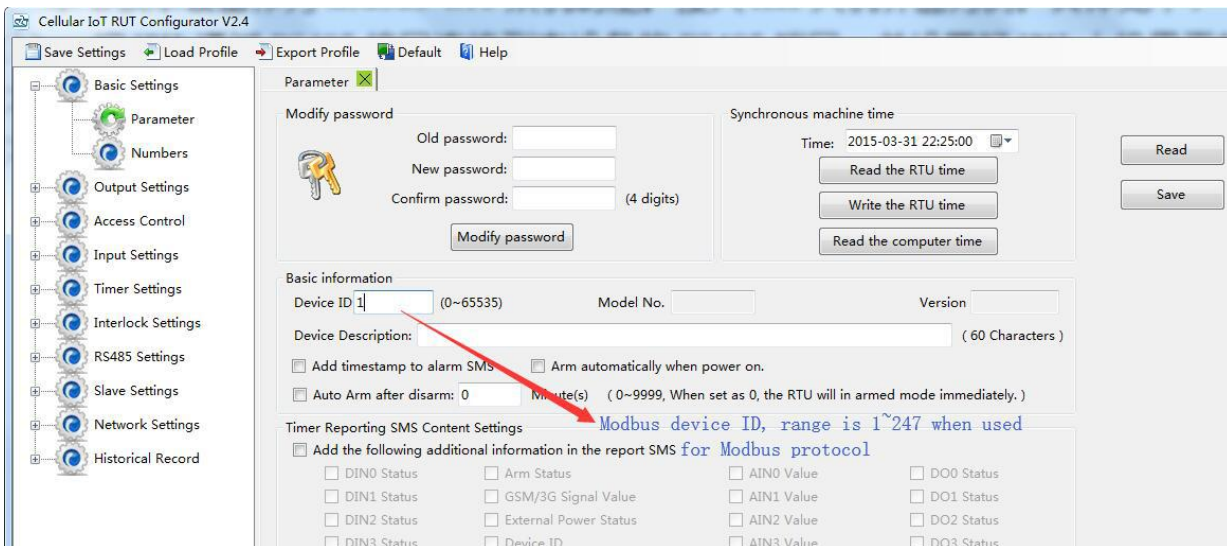 Cellular IoT RUT Configurator V2.4
Save Settings Load Profile Export Profile Default Help
Basic Settings
Parameter
Numbers
Output Settings
Access Control
Input Settings
Timer Settings
Interlock Settings
RS485 Settings
Slave Settings
Network Settings
Historical Record
Parameter
Modify password
Old password:
New password:
Confirm password: (4 digits)
Modify password
Synchronous machine time
Time: 2015-03-31 22:25:00
Read the RTU time
Write the RTU time
Read the computer time
Read
Save
Basic information
Device ID 1 (0~65535) Model No. Version
Device Description: ( 60 Characters )
Add timestamp to alarm SMS Arm automatically when power on.
Auto Arm after disarm: 0 Minute(s) ( 0~9999, When set as 0, the RTU will in armed mode immediately. )
Modbus device ID, range is 1~247 when used
for Modbus protocol
Timer Reporting SMS Content Settings
Add the following additional information in the report SMS
DIN0 Status Arm Status AIN0 Value DO0 Status
DIN1 Status GSM/3G Signal Value AIN1 Value DO1 Status
DIN2 Status External Power Status AIN2 Value DO2 Status
DIN3 Status Device ID AIN3 Value DO3 Status